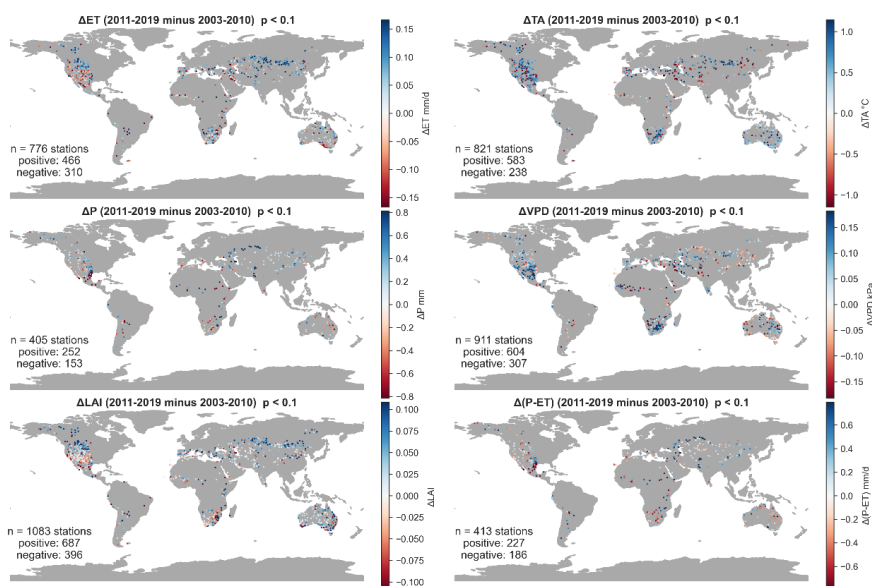 ΔET (2011-2019 minus 2003-2010) p < 0.1
n = 776 stations
positive: 466
negative: 310
0.15
0.10
0.05
0.00
−0.05
−0.10
−0.15
ΔET mm/d
ΔTA (2011-2019 minus 2003-2010) p < 0.1
n = 821 stations
positive: 583
negative: 238
1.0
0.5
0.0
−0.5
−1.0
ΔTA °C
ΔP (2011-2019 minus 2003-2010) p < 0.1
n = 405 stations
positive: 252
negative: 153
0.8
0.6
0.4
0.2
0.0
−0.2
−0.4
−0.6
−0.8
ΔP mm
ΔVPD (2011-2019 minus 2003-2010) p < 0.1
n = 911 stations
positive: 604
negative: 307
0.15
0.10
0.05
0.00
−0.05
−0.10
−0.15
ΔVPD kPa
ΔLAI (2011-2019 minus 2003-2010) p < 0.1
n = 1083 stations
positive: 687
negative: 396
0.100
0.075
0.050
0.025
0.000
−0.025
−0.050
−0.075
−0.100
ΔLAI
Δ(P-ET) (2011-2019 minus 2003-2010) p < 0.1
n = 413 stations
positive: 227
negative: 186
0.6
0.4
0.2
0.0
−0.2
−0.4
−0.6
Δ(P-ET) mm/d